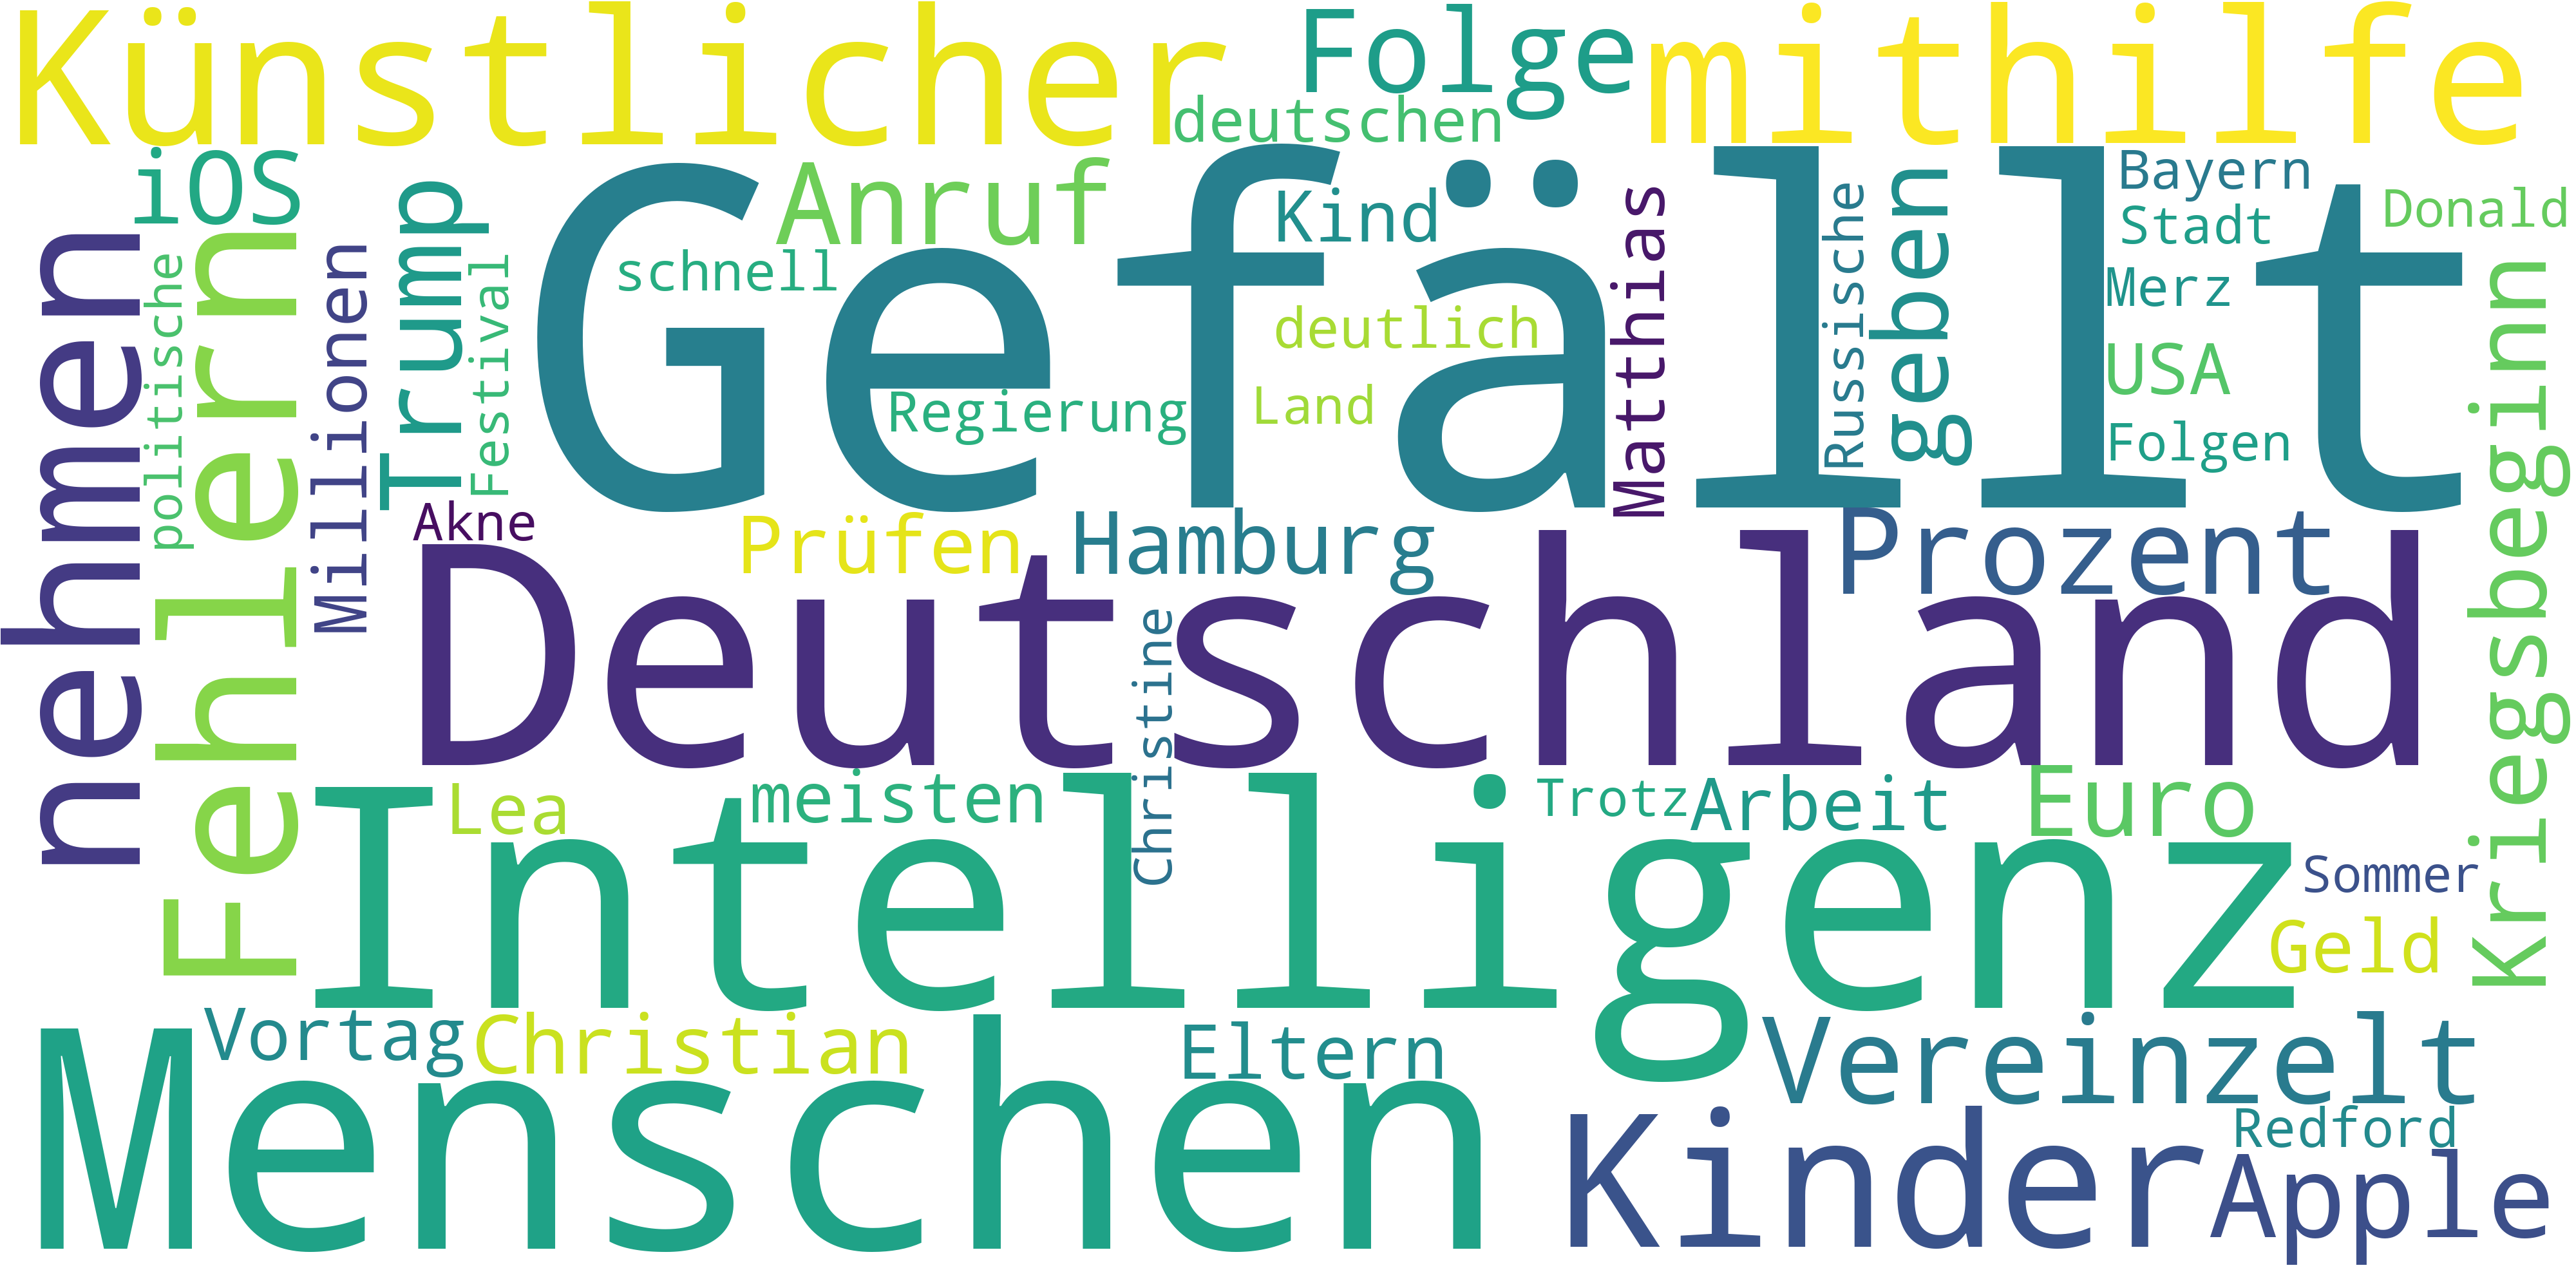 Künstlicher
Folge
mithilfe
deutschen
iOS
Anruf
Gefällt
Kind
Matthias
Russische
geben
Bayern
Stadt
Donald
Merz
USA
Folgen
nehmen
politische
Fehlern
Millionen
Trump
Festival
schnell
deutlich
Regierung
Land
Kriegsbeginn
Akne
Prüfen
Hamburg
Prozent
Deutschland
Christine
Lea
meisten
Trotz
Arbeit
Euro
Intelligenz
Sommer
Geld
Vortag
Christian
Eltern
Vereinzelt
Menschen
Kinder
Redford
Apple